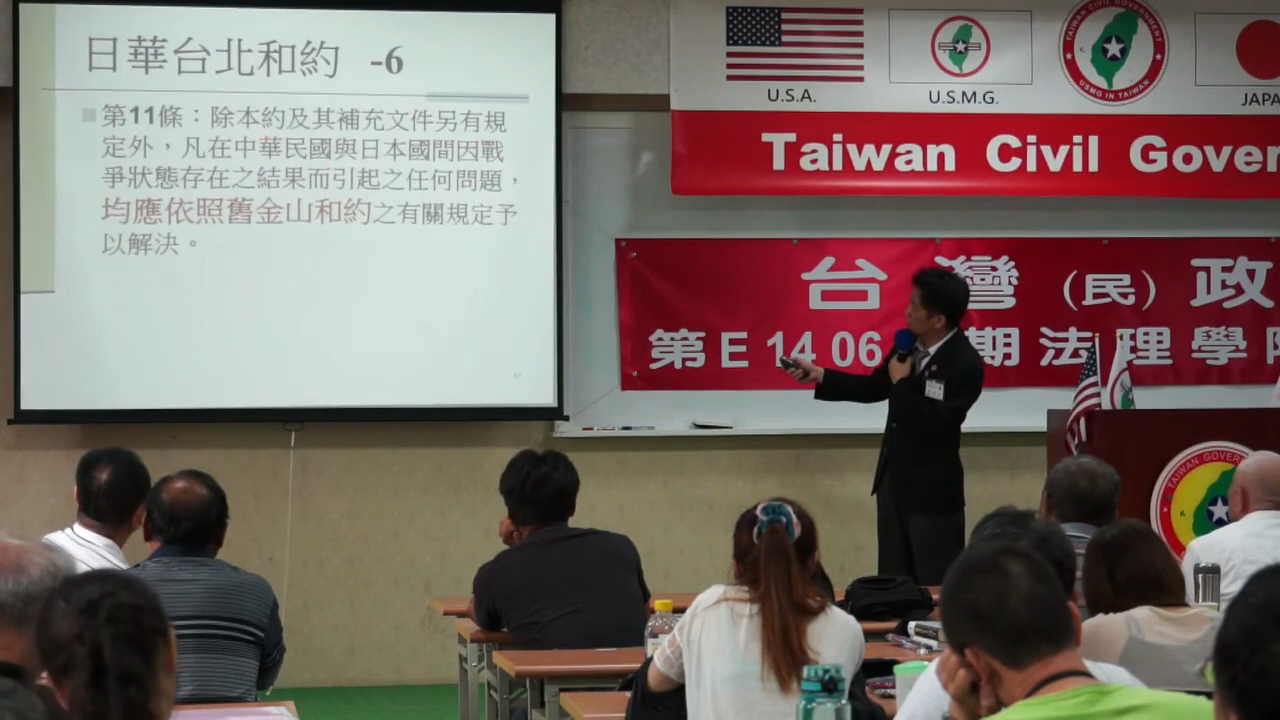 日華台北和約 -6
第11條：除本約及其補充文件另有規
定外，凡在中華民國與日本國間因戰
爭狀態存在之結果而引起之任何問題，
均應依照舊金山和約之有關規定予
以解決。
U.S.A.
U.S.M.G.
TAIWAN CIVIL GOVERNMENT
USMG IN TAIWAN
JAPA
Taiwan Civil Gover
台灣（民）政
第E 14 06 期法理學
TAIWAN GOVER